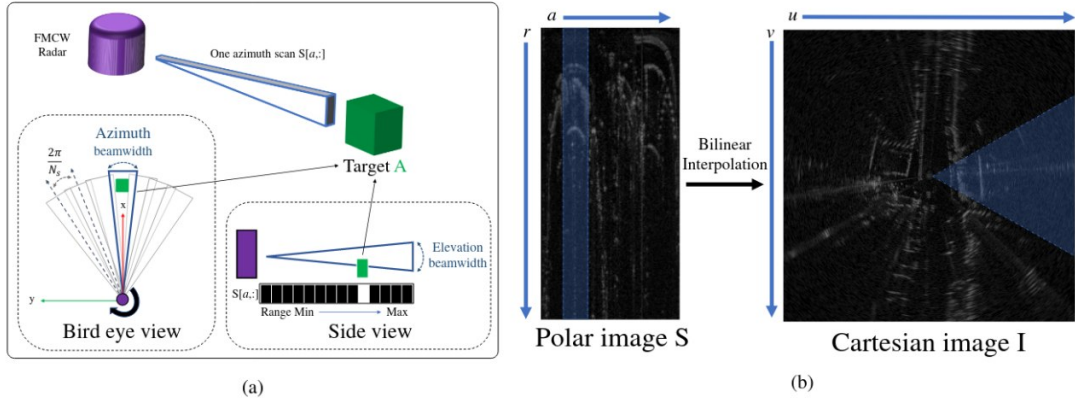 FMCW
Radar
One azimuth scan S[a,:]
Target A
Azimuth
beamwidth
2π
N_s
x
y
Bird eye view
Elevation
beamwidth
S[a,:]
Range Min
Max
Side view
(a)
a
r
Polar image S
Bilinear
Interpolation
u
v
Cartesian image I
(b)